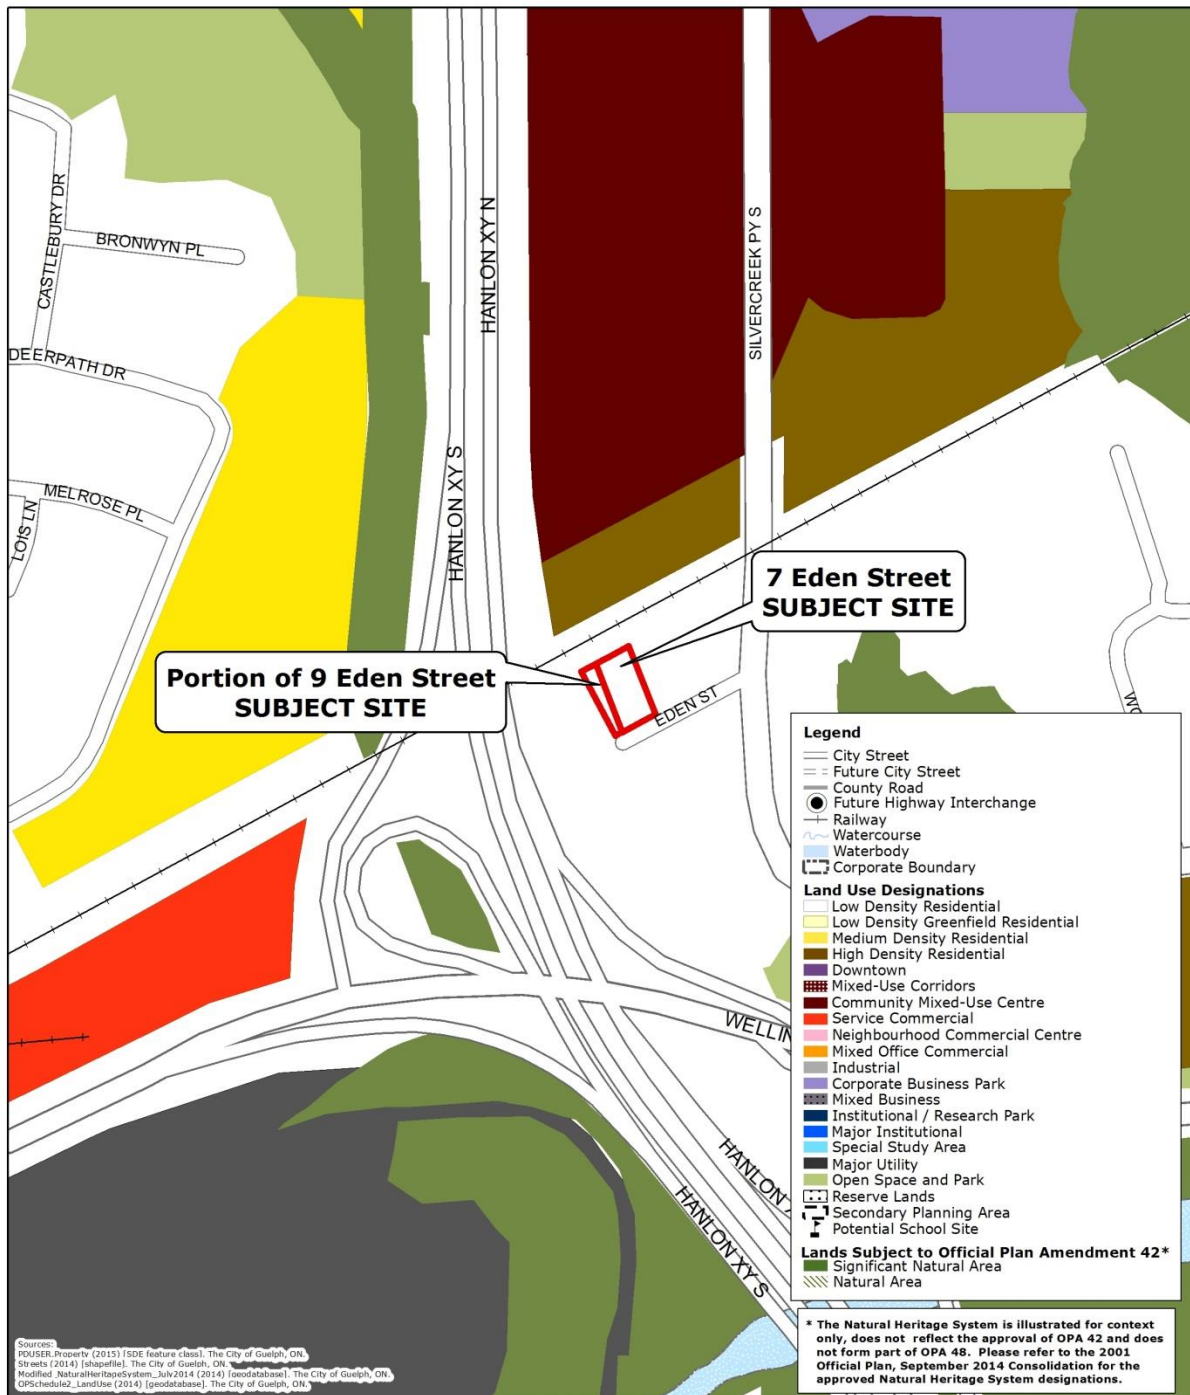 CASTLEBURY DR
BRONWYN PL
DEERPATH DR
MELROSE PL
LOIS LN
HANLON XY N
HANLON XY S
SILVERCREEK PY S
7 Eden Street
SUBJECT SITE
Portion of 9 Eden Street
SUBJECT SITE
EDEN ST
WO
WELLIN
HANLON X
HANLON XY S
Legend
City Street
Future City Street
County Road
Future Highway Interchange
Railway
Watercourse
Waterbody
Corporate Boundary
Land Use Designations
Low Density Residential
Low Density Greenfield Residential
Medium Density Residential
High Density Residential
Downtown
Mixed-Use Corridors
Community Mixed-Use Centre
Service Commercial
Neighbourhood Commercial Centre
Mixed Office Commercial
Industrial
Corporate Business Park
Mixed Business
Institutional / Research Park
Major Institutional
Special Study Area
Major Utility
Open Space and Park
Reserve Lands
Secondary Planning Area
Potential School Site
Lands Subject to Official Plan Amendment 42*
Significant Natural Area
Natural Area
* The Natural Heritage System is illustrated for context
only, does not reflect the approval of OPA 42 and does
not form part of OPA 48. Please refer to the 2001
Official Plan, September 2014 Consolidation for the
approved Natural Heritage System designations.
Sources:
PDUSER.Property (2015) [SDE feature class]. The City of Guelph, ON.
Streets (2014) [shapefile]. The City of Guelph, ON.
Modified_NaturalHeritageSystem_July2014 (2014) [geodatabase]. The City of Guelph, ON.
OPSchedule2_LandUse (2014) [geodatabase]. The City of Guelph, ON.